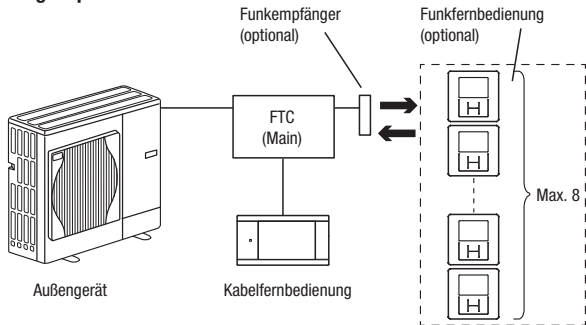 Funkempfänger
(optional)
Funkfernbedienung
(optional)
FTC
(Main)
Max. 8
Außengerät
Kabelfernbedienung